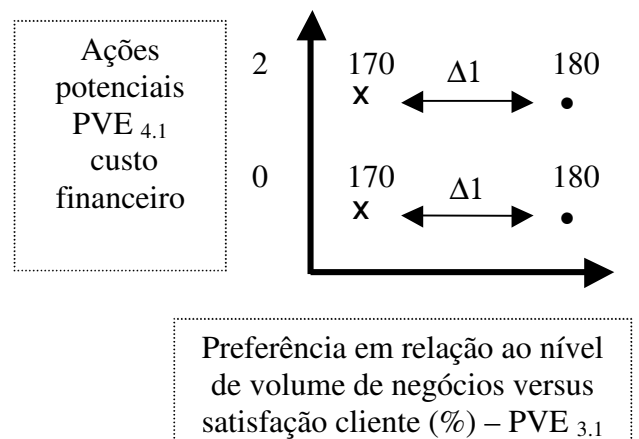 Ações
potenciais
PVE 4.1
custo
financeiro
2 170 Δ1 180
x
0 170 Δ1 180
x
Preferência em relação ao nível
de volume de negócios versus
satisfação cliente (%) – PVE 3.1